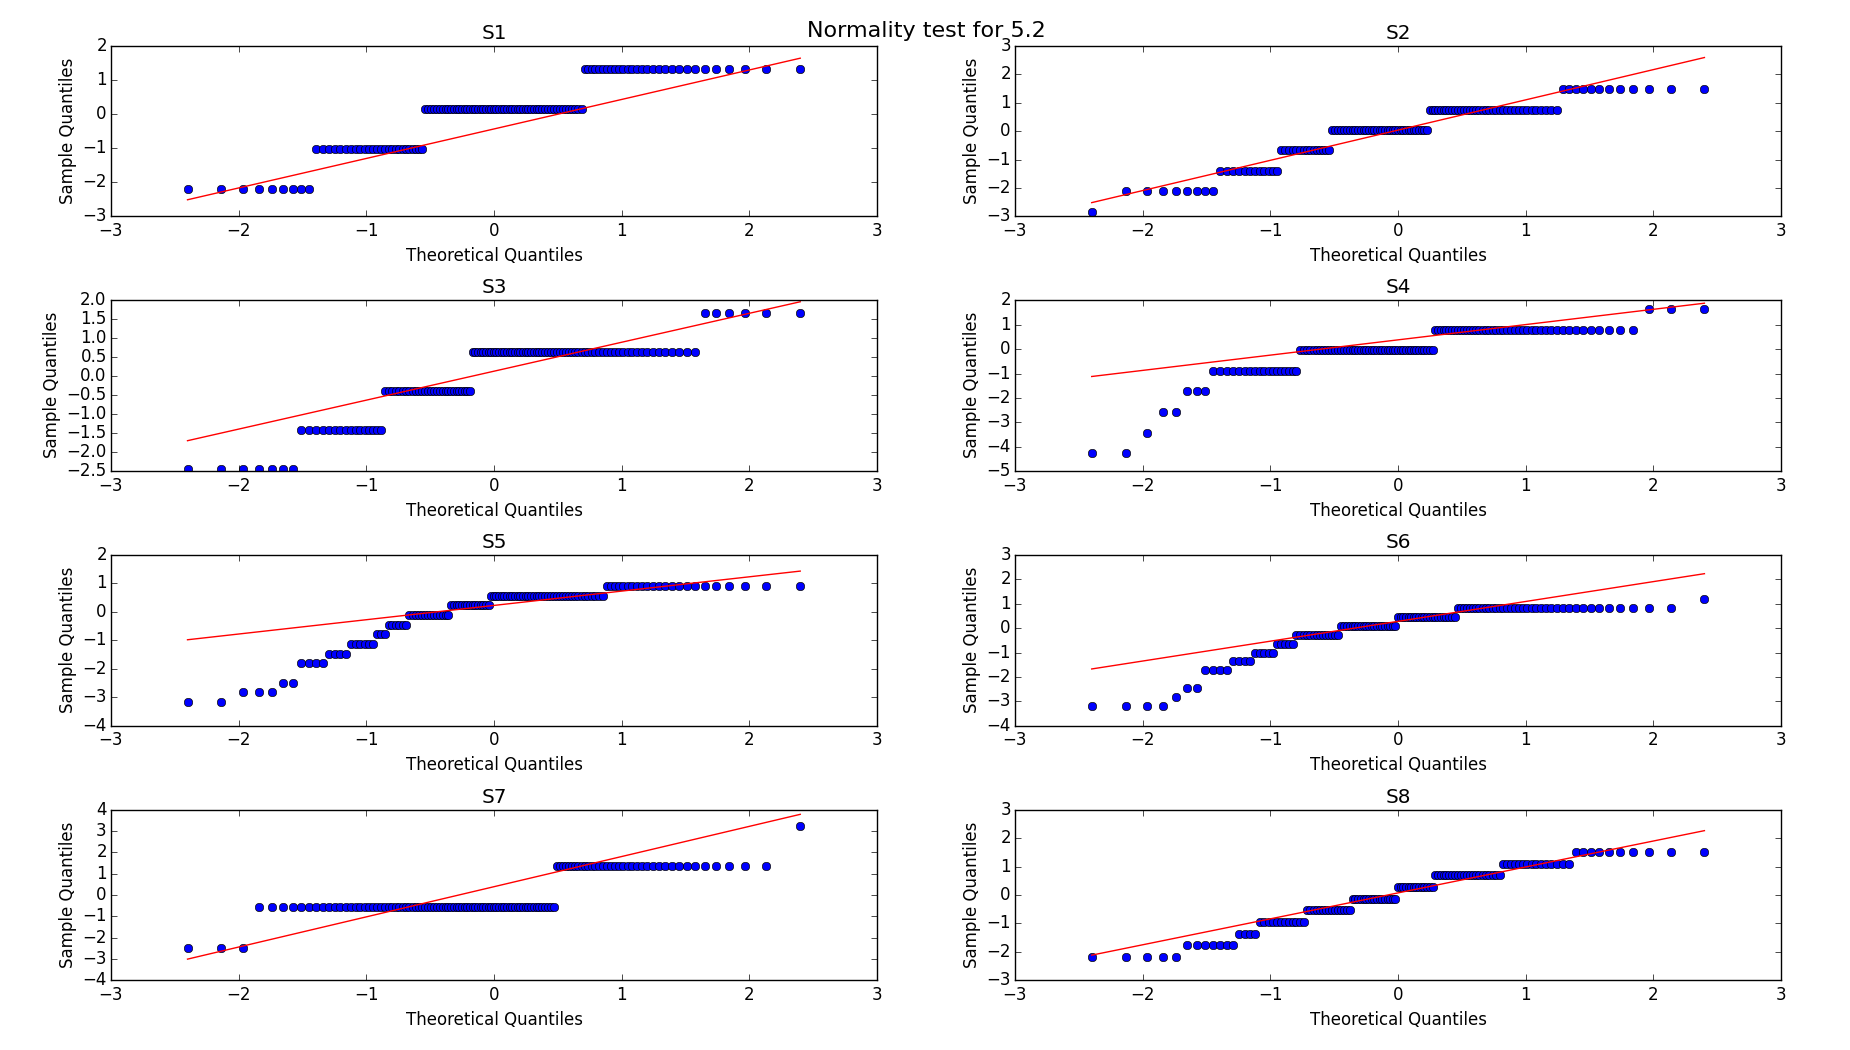 Normality test for 5.2
S1
2
1
0
−1
−2
−3
Sample Quantiles
−3 −2 −1 0 1 2 3
Theoretical Quantiles
S2
3
2
1
0
−1
−2
−3
Sample Quantiles
−3 −2 −1 0 1 2 3
Theoretical Quantiles
S3
2.0
1.5
1.0
0.5
0.0
−0.5
−1.0
−1.5
−2.0
−2.5
Sample Quantiles
−3 −2 −1 0 1 2 3
Theoretical Quantiles
S4
2
1
0
−1
−2
−3
−4
−5
Sample Quantiles
−3 −2 −1 0 1 2 3
Theoretical Quantiles
S5
2
1
0
−1
−2
−3
−4
Sample Quantiles
−3 −2 −1 0 1 2 3
Theoretical Quantiles
S6
3
2
1
0
−1
−2
−3
−4
Sample Quantiles
−3 −2 −1 0 1 2 3
Theoretical Quantiles
S7
4
3
2
1
0
−1
−2
−3
−4
Sample Quantiles
−3 −2 −1 0 1 2 3
Theoretical Quantiles
S8
3
2
1
0
−1
−2
−3
Sample Quantiles
−3 −2 −1 0 1 2 3
Theoretical Quantiles